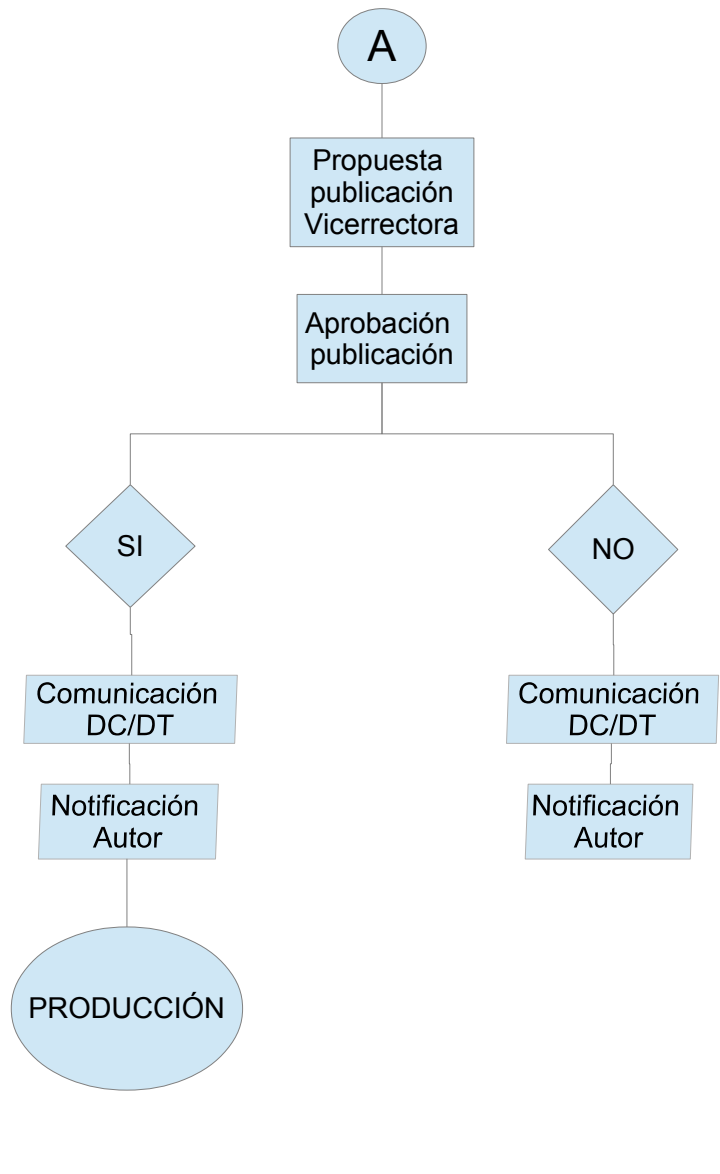 A
Propuesta
publicación
Vicerrectora
Aprobación
publicación
SI
NO
Comunicación
DC/DT
Comunicación
DC/DT
Notificación
Autor
Notificación
Autor
PRODUCCIÓN